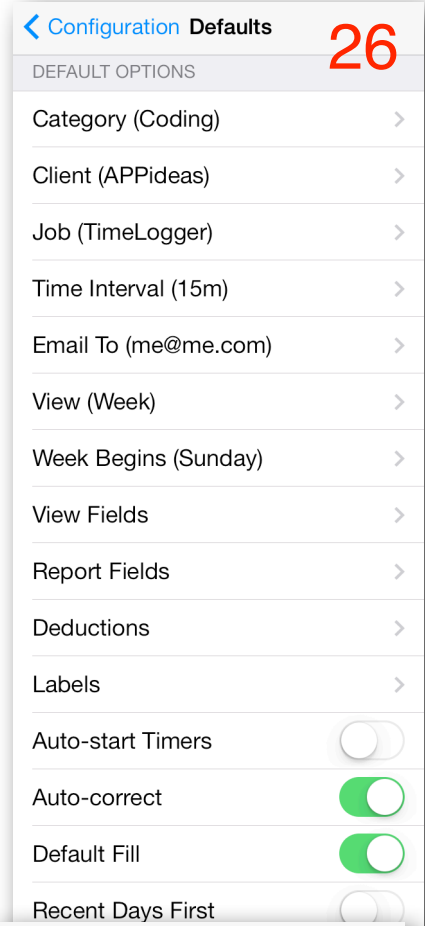 Configuration Defaults
26
DEFAULT OPTIONS
Category (Coding)
Client (APPideas)
Job (TimeLogger)
Time Interval (15m)
Email To (me@me.com)
View (Week)
Week Begins (Sunday)
View Fields
Report Fields
Deductions
Labels
Auto-start Timers
Auto-correct
Default Fill
Recent Days First